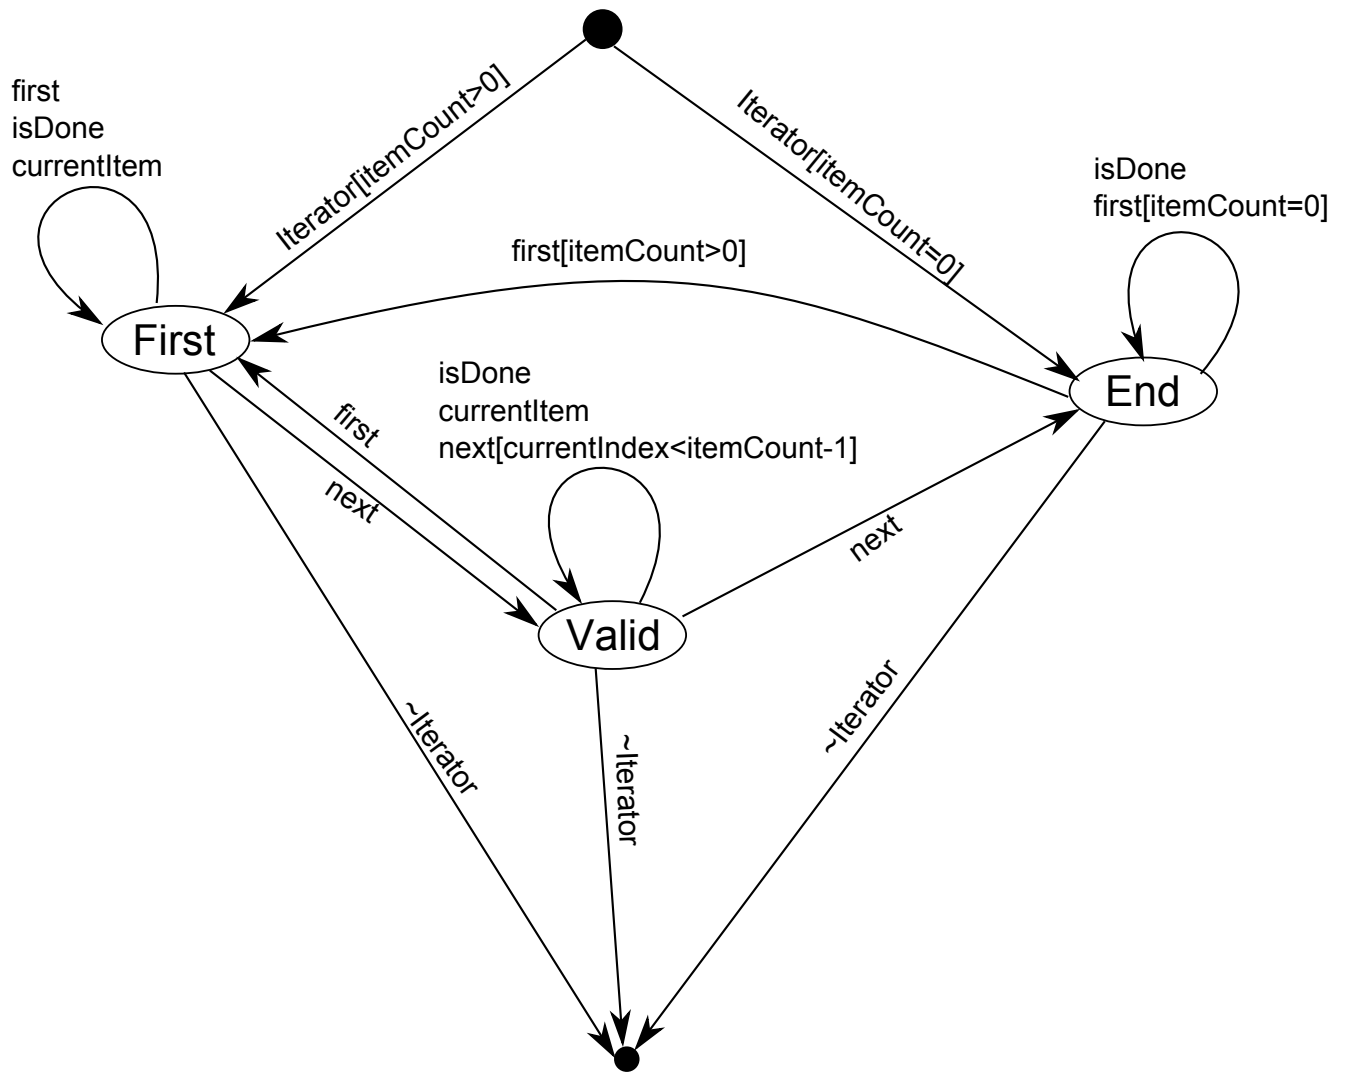 first
isDone
currentItem
Iterator[itemCount>0]
Iterator[itemCount=0]
isDone
first[itemCount=0]
first[itemCount>0]
First
End
isDone
currentItem
next[currentIndex<itemCount-1]
first
next
next
Valid
~Iterator
~Iterator
~Iterator